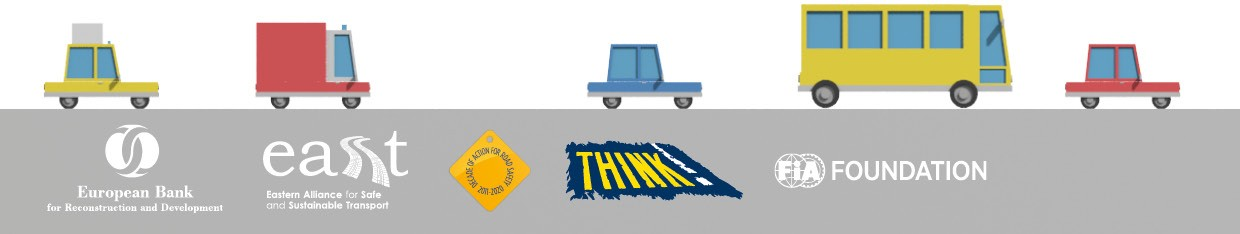 European Bank
for Reconstruction and Development
easst
Eastern Alliance for Safe
and Sustainable Transport
DECADE OF ACTION FOR ROAD SAFETY 2011-2020
THINK!
FiA FOUNDATION